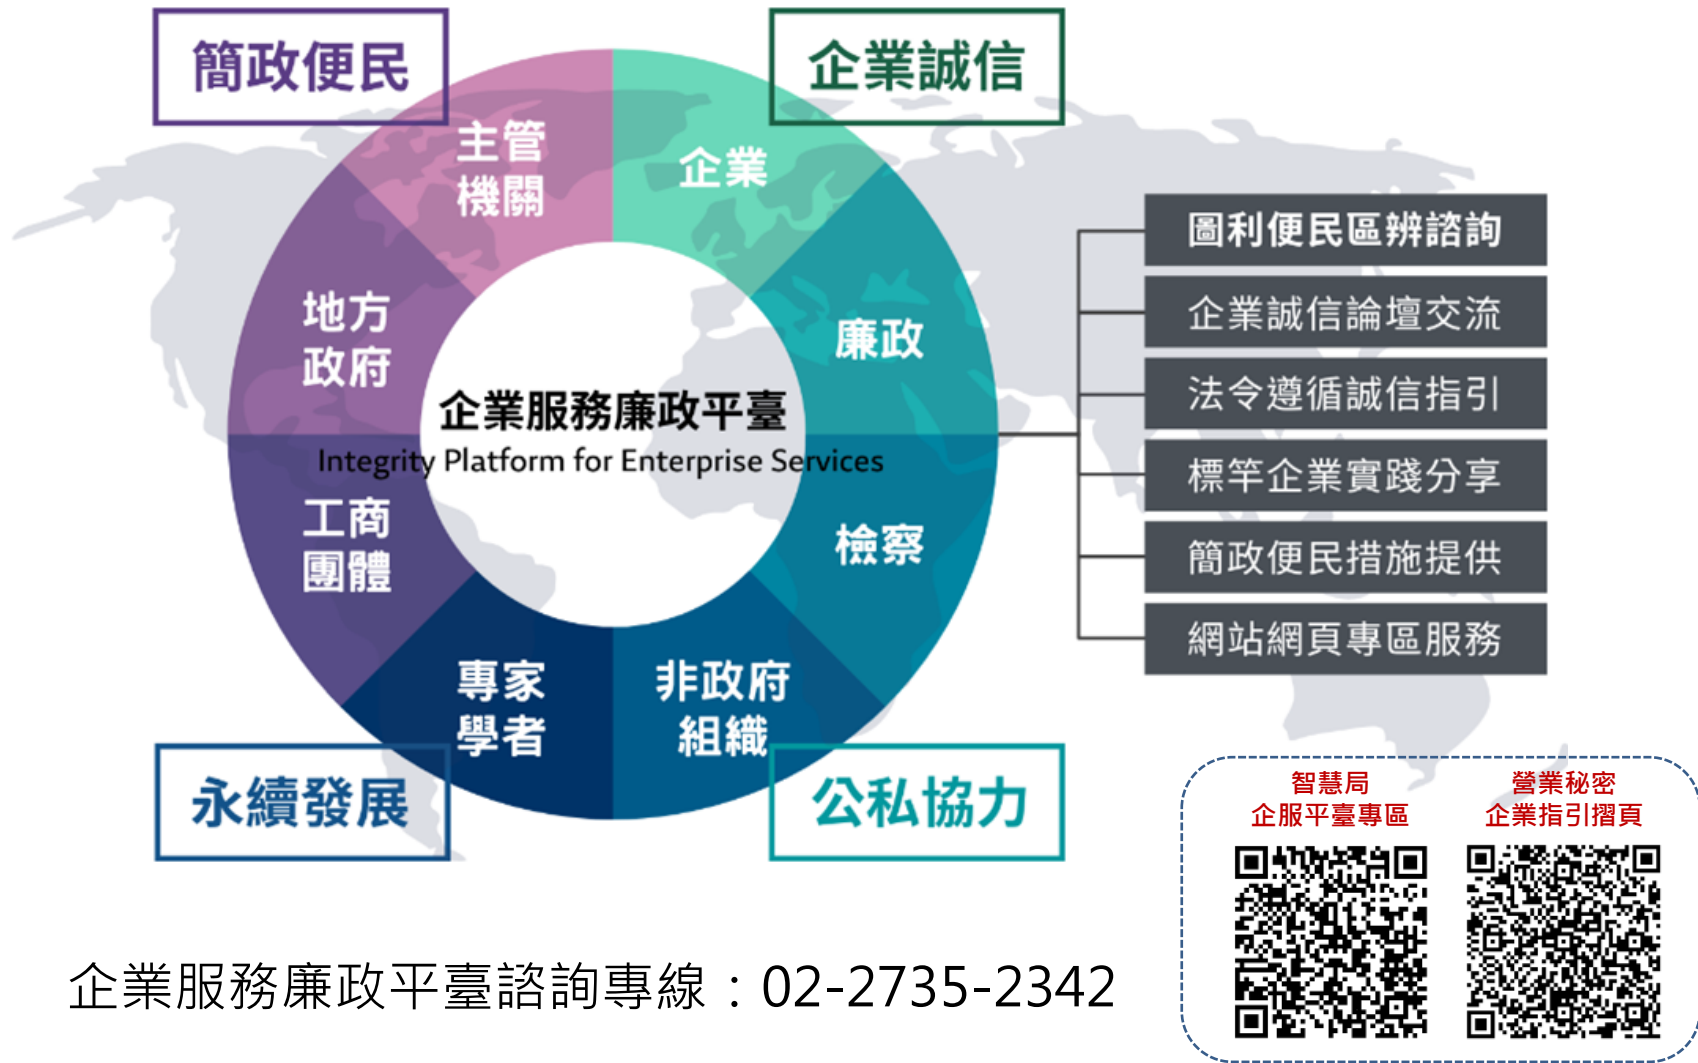 簡政便民
企業誠信
主管
機關
企業
地方
政府
廉政
企業服務廉政平臺
Integrity Platform for Enterprise Services
工商
團體
檢察
專家
學者
非政府
組織
永續發展
公私協力
圖利便民區辨諮詢
企業誠信論壇交流
法令遵循誠信指引
標竿企業實踐分享
簡政便民措施提供
網站網頁專區服務
智慧局
企服平臺專區
營業秘密
企業指引摺頁
企業服務廉政平臺諮詢專線：02-2735-2342